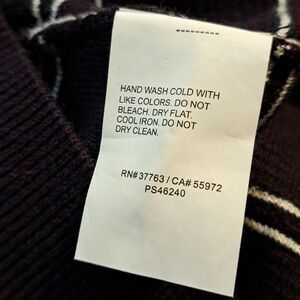 HAND WASH COLD WITH
LIKE COLORS. DO NOT
BLEACH. DRY FLAT.
COOL IRON. DO NOT
DRY CLEAN.
RN# 37763 / CA# 55972
PS46240